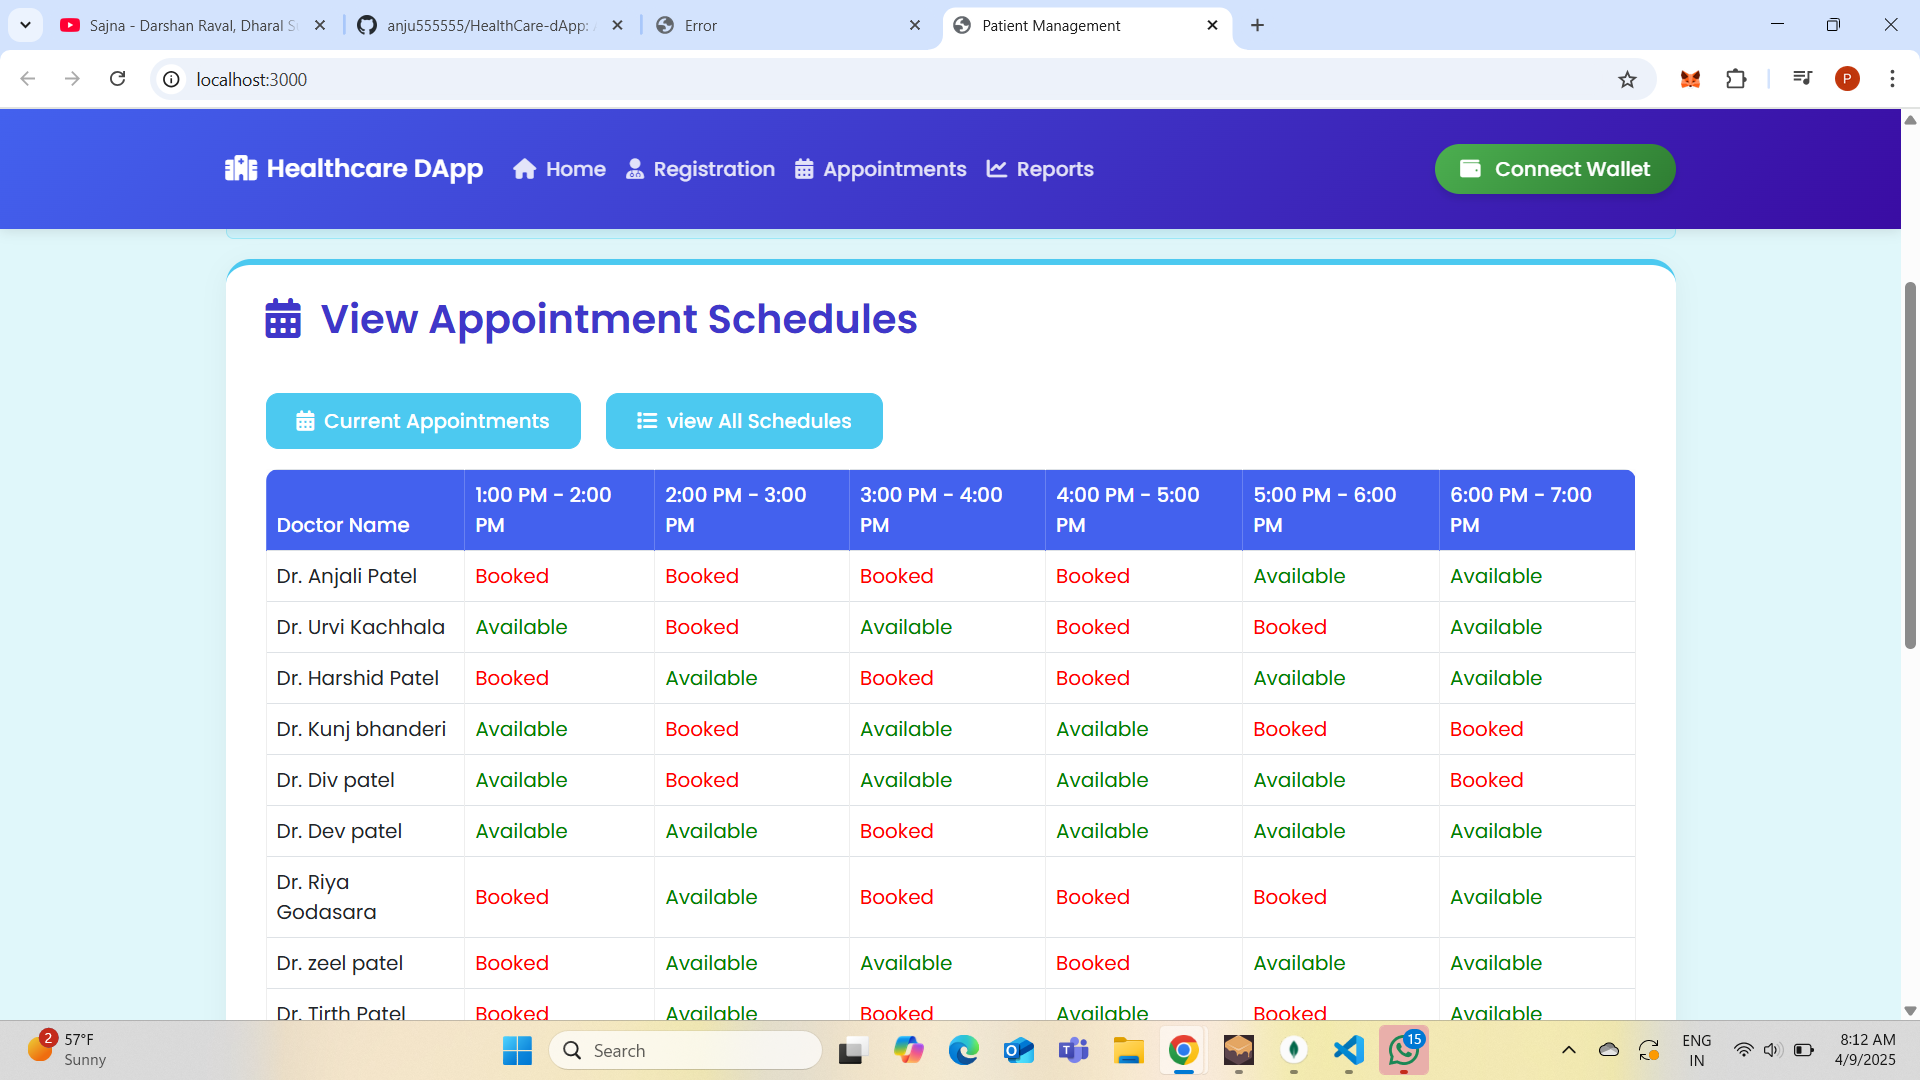 Sajna - Darshan Raval, Dharal S
anju555555/HealthCare-dApp:
Error
Patient Management
localhost:3000
P
Healthcare DApp
Home
Registration
Appointments
Reports
Connect Wallet
View Appointment Schedules
Current Appointments
view All Schedules
Doctor Name
1:00 PM - 2:00
PM
2:00 PM - 3:00
PM
3:00 PM - 4:00
PM
4:00 PM - 5:00
PM
5:00 PM - 6:00
PM
6:00 PM - 7:00
PM
Dr. Anjali Patel Booked Booked Booked Booked Available Available
Dr. Urvi Kachhala Available Booked Available Booked Booked Available
Dr. Harshid Patel Booked Available Booked Booked Available Available
Dr. Kunj bhanderi Available Booked Available Available Booked Booked
Dr. Div patel Available Booked Available Available Available Booked
Dr. Dev patel Available Available Booked Available Available Available
Dr. Riya
Godasara
Booked Available Booked Booked Booked Available
Dr. zeel patel Booked Available Available Booked Available Available
Dr. Tirth Patel Booked Available Booked Available Booked Available
2
57°F
Sunny
Search
15
ENG
IN
8:12 AM
4/9/2025